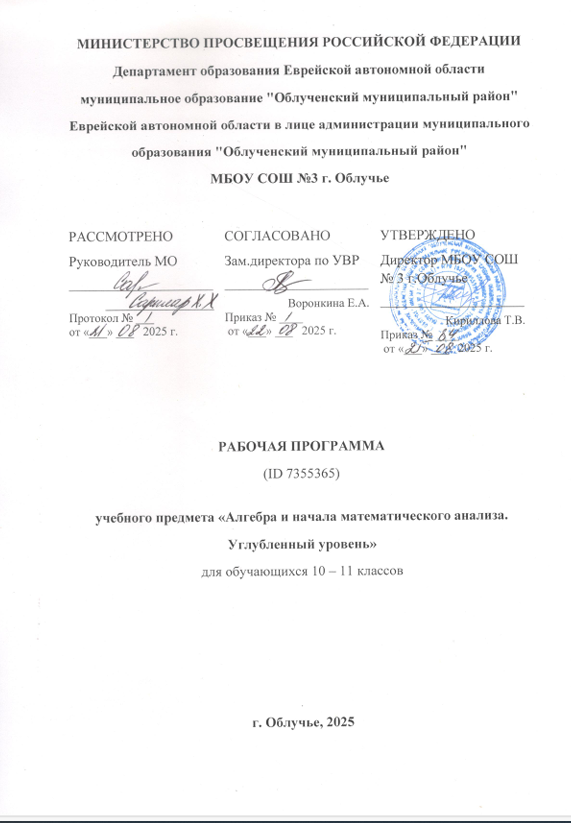 МИНИСТЕРСТВО ПРОСВЕЩЕНИЯ РОССИЙСКОЙ ФЕДЕРАЦИИ
Департамент образования Еврейской автономной области
муниципальное образование "Облученский муниципальный район"
Еврейской автономной области в лице администрации муниципального
образования "Облученский муниципальный район"
МБОУ СОШ №3 г. Облучье
РАССМОТРЕНО
Руководитель МО
Протокол № 1
от «21» 08 2025 г.
СОГЛАСОВАНО
Зам.директора по УВР
Воронкина Е.А.
Приказ № 1
от «22» 08 2025 г.
УТВЕРЖДЕНО
Директор МБОУ СОШ
№ 3 г.Облучье
Кириллова Т.В.
Приказ № 64
от «21» 08 2025 г.
РАБОЧАЯ ПРОГРАММА
(ID 7355365)
учебного предмета «Алгебра и начала математического анализа.
Углубленный уровень»
для обучающихся 10 – 11 классов
г. Облучье, 2025